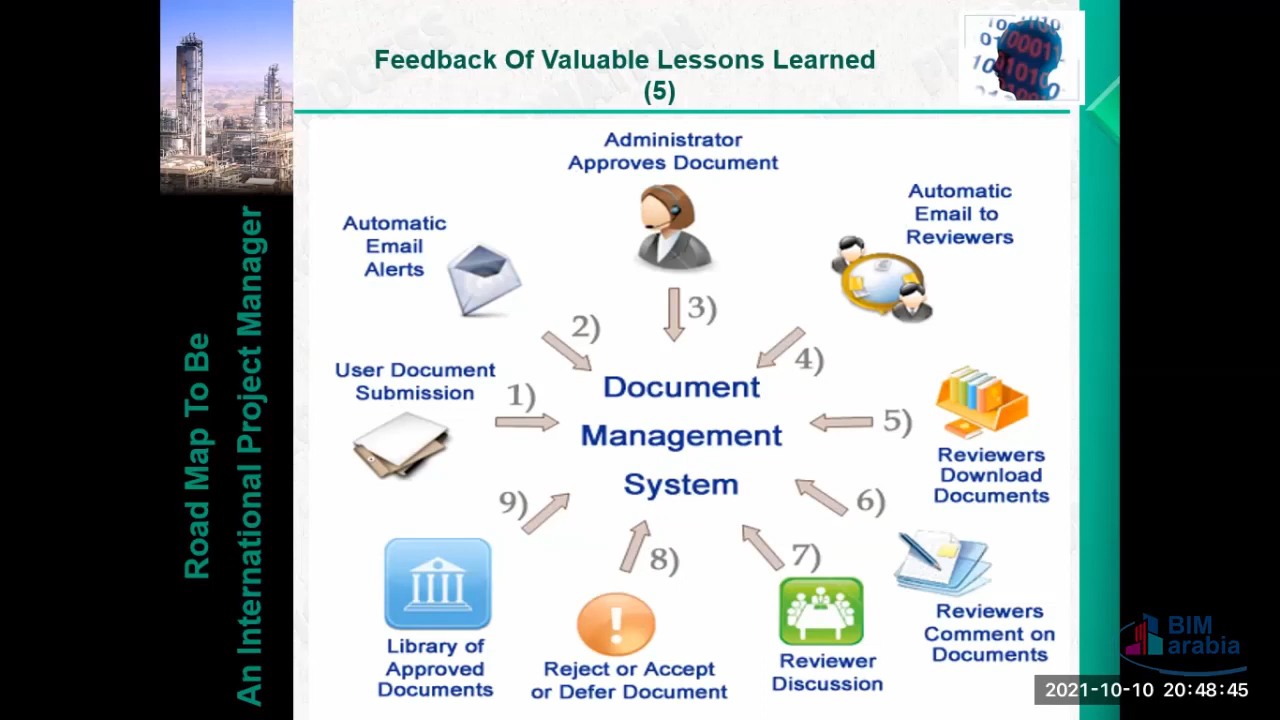 Feedback Of Valuable Lessons Learned
(5)
Road Map To Be
An International Project Manager
Administrator
Approves Document
Automatic
Email
Alerts
Automatic
Email to
Reviewers
User Document
Submission
1)
2)
3)
4)
5)
6)
7)
8)
9)
Document
Management
System
Reviewers
Download
Documents
Reviewers
Comment on
Documents
Reviewer
Discussion
Reject or Accept
or Defer Document
Library of
Approved
Documents
BIM
arabia
2021-10-10 20:48:45